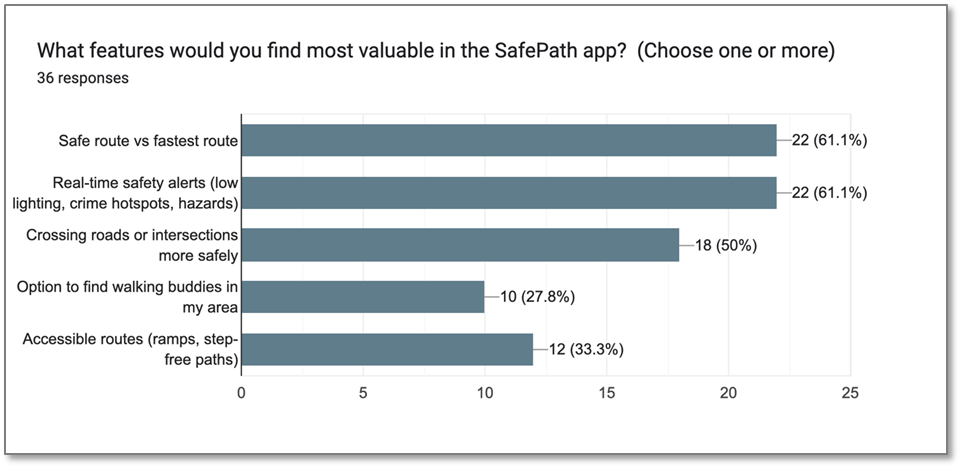 What features would you find most valuable in the SafePath app?  (Choose one or more)
36 responses
Safe route vs fastest route
22 (61.1%)
Real-time safety alerts (low
lighting, crime hotspots, hazards)
22 (61.1%)
Crossing roads or intersections
more safely
18 (50%)
Option to find walking buddies in
my area
10 (27.8%)
Accessible routes (ramps, step-
free paths)
12 (33.3%)
0 5 10 15 20 25